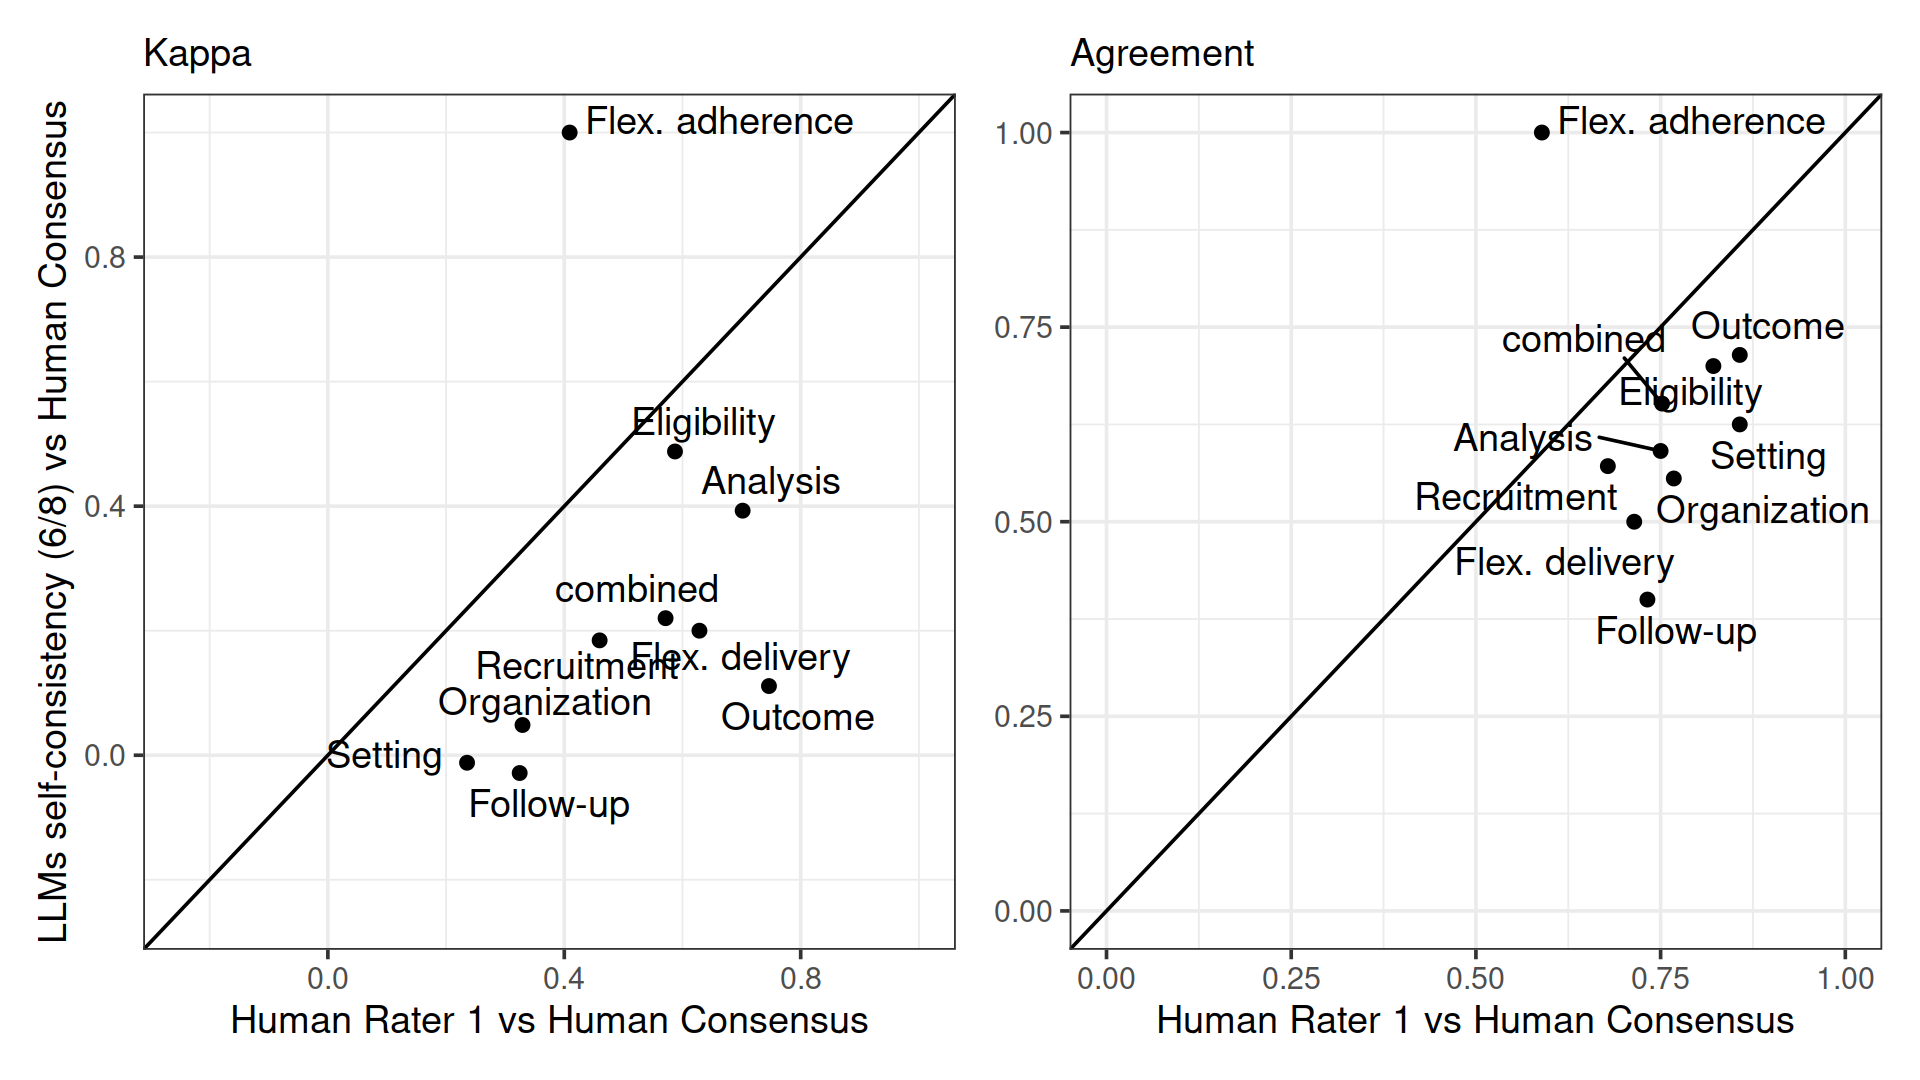 Kappa
LLMs self-consistency (6/8) vs Human Consensus
0.8
0.4
0.0
Flex. adherence
Eligibility
Analysis
combined
Flex. delivery
Recruitment
Organization
Outcome
Setting
Follow-up
0.0 0.4 0.8
Human Rater 1 vs Human Consensus
Agreement
1.00
0.75
0.50
0.25
0.00
Flex. adherence
Outcome
combined
Eligibility
Analysis
Setting
Recruitment
Organization
Flex. delivery
Follow-up
0.00 0.25 0.50 0.75 1.00
Human Rater 1 vs Human Consensus